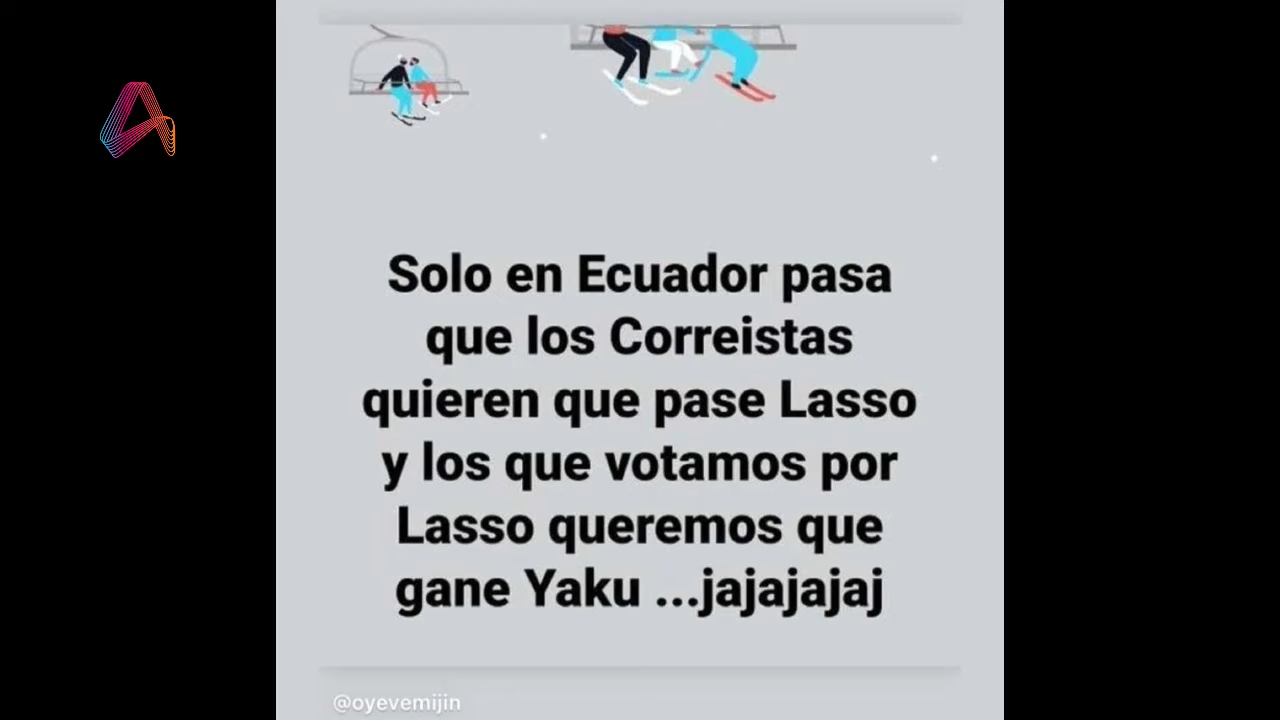 Solo en Ecuador pasa
que los Correistas
quieren que pase Lasso
y los que votamos por
Lasso queremos que
gane Yaku ...jajajajaj
@oyevemijin